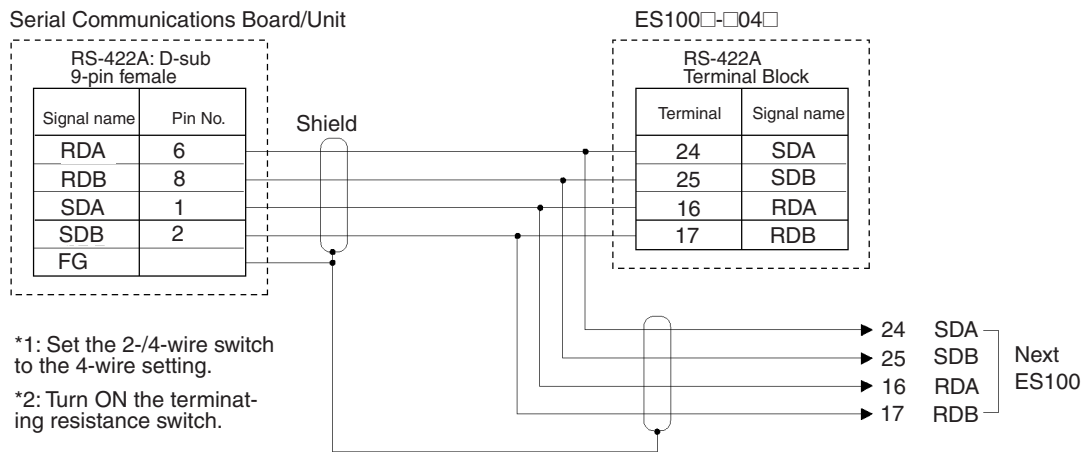 Serial Communications Board/Unit
ES100□-□04□
RS-422A: D-sub
9-pin female
Signal name Pin No.
RDA 6
RDB 8
SDA 1
SDB 2
FG
Shield
RS-422A
Terminal Block
Terminal Signal name
24 SDA
25 SDB
16 RDA
17 RDB
*1: Set the 2-/4-wire switch
to the 4-wire setting.
*2: Turn ON the terminat-
ing resistance switch.
24 SDA
25 SDB
16 RDA
17 RDB
Next
ES100